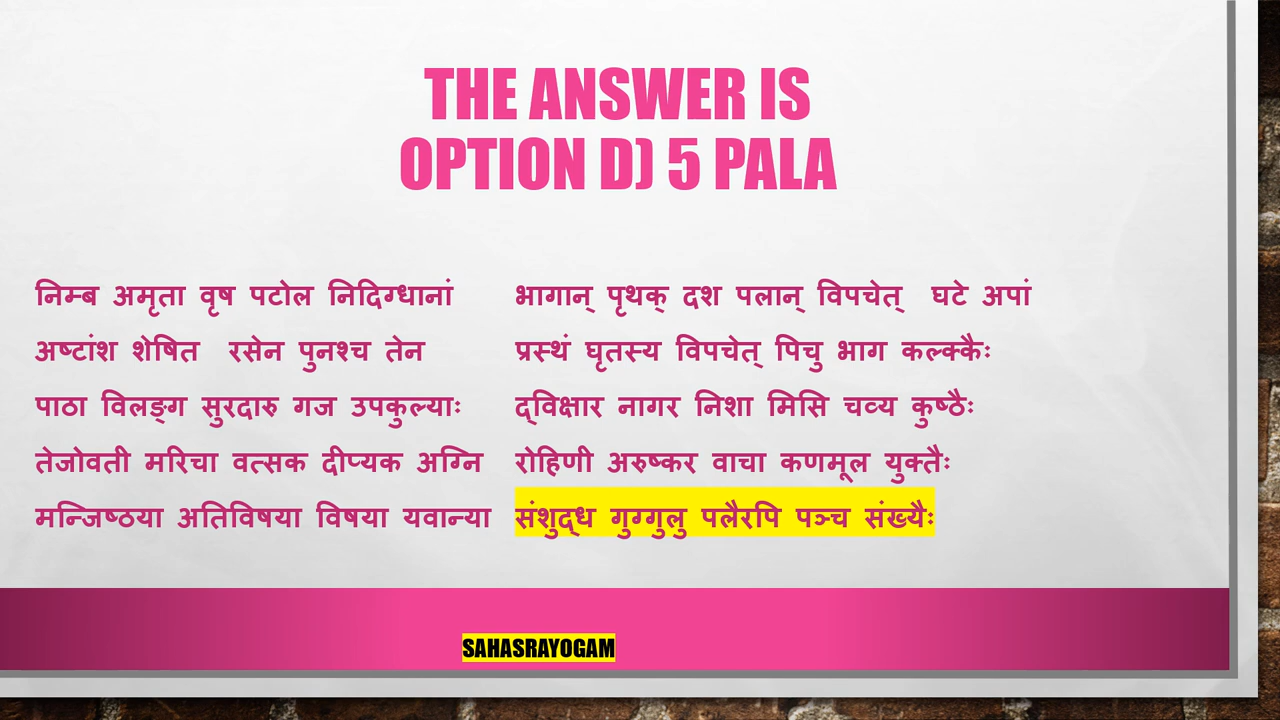 THE ANSWER IS
OPTION D) 5 PALA
निम्ब अमृता वृष पटोल निदिग्धानां भागान् पृथक् दश पलान् विपचेत् घटे अपां
अष्टांश शेषित रसेन पुनश्च तेन प्रस्थं घृतस्य विपचेत् पिचु भाग कल्क्कैः
पाठा विलङ्ग सुरदारु गज उपकुल्याः द्विक्षार नागर निशा मिसि चव्य कुष्ठैः
तेजोवती मरिचा वत्सक दीप्यक अग्नि रोहिणी अरुष्कर वाचा कणमूल युक्तैः
मन्जिष्ठया अतिविषया विषया यवान्या संशुद्ध गुग्गुलु पलैरपि पञ्च संख्यैः
SAHASRAYOGAM